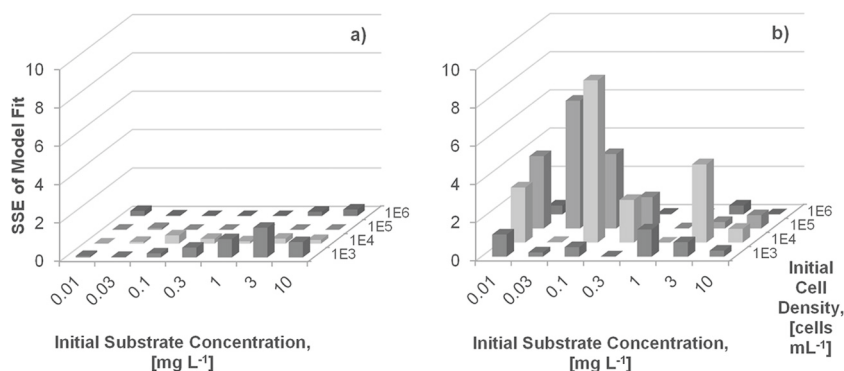 a)
SSE of Model Fit
10
8
6
4
2
0
0.01 0.03 0.1 0.3 1 3 10
1E3 1E4 1E5 1E6
Initial Substrate Concentration,
[mg L-1]
b)
10
8
6
4
2
0
0.01 0.03 0.1 0.3 1 3 10
1E3 1E4 1E5 1E6
Initial Substrate Concentration,
[mg L-1]
Initial
Cell
Density,
[cells
mL-1]